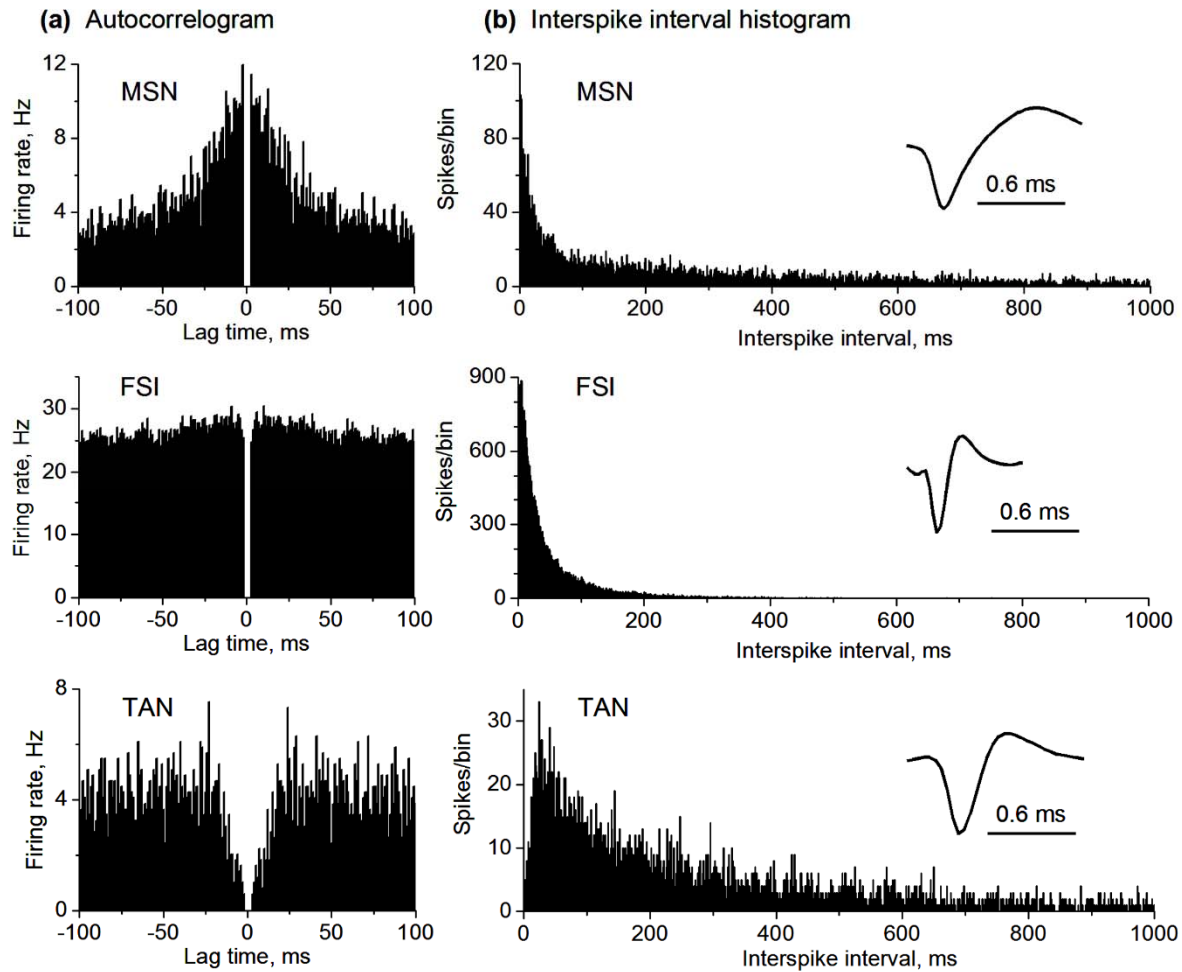 (a) Autocorrelogram
(b) Interspike interval histogram
MSN
Firing rate, Hz
12
8
4
0
-100 -50 0 50 100
Lag time, ms
MSN
Spikes/bin
120
80
40
0
0.6 ms
0 200 400 600 800 1000
Interspike interval, ms
FSI
Firing rate, Hz
30
20
10
0
-100 -50 0 50 100
Lag time, ms
FSI
Spikes/bin
900
600
300
0
0.6 ms
0 200 400 600 800 1000
Interspike interval, ms
TAN
Firing rate, Hz
8
4
0
-100 -50 0 50 100
Lag time, ms
TAN
Spikes/bin
30
20
10
0
0.6 ms
0 200 400 600 800 1000
Interspike interval, ms